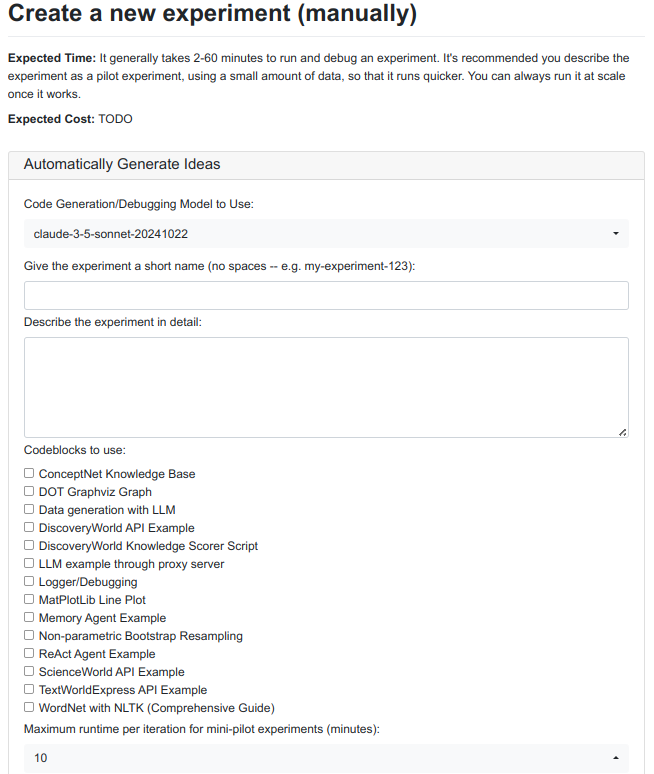 Create a new experiment (manually)
Expected Time: It generally takes 2-60 minutes to run and debug an experiment. It's recommended you describe the
experiment as a pilot experiment, using a small amount of data, so that it runs quicker. You can always run it at scale
once it works.
Expected Cost: TODO
Automatically Generate Ideas
Code Generation/Debugging Model to Use:
claude-3-5-sonnet-20241022
Give the experiment a short name (no spaces -- e.g. my-experiment-123):
Describe the experiment in detail:
Codeblocks to use:
ConceptNet Knowledge Base
DOT Graphviz Graph
Data generation with LLM
DiscoveryWorld API Example
DiscoveryWorld Knowledge Scorer Script
LLM example through proxy server
Logger/Debugging
MatPlotLib Line Plot
Memory Agent Example
Non-parametric Bootstrap Resampling
ReAct Agent Example
ScienceWorld API Example
TextWorldExpress API Example
WordNet with NLTK (Comprehensive Guide)
Maximum runtime per iteration for mini-pilot experiments (minutes):
10